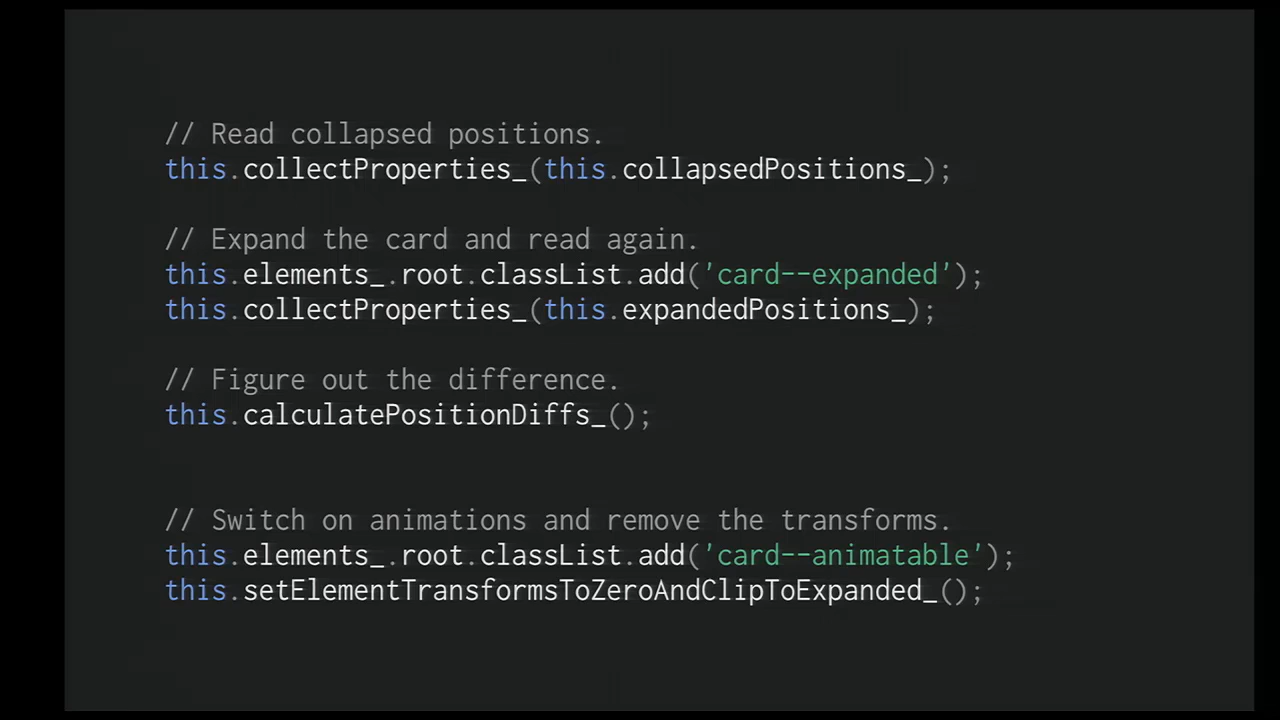 // Read collapsed positions.
this.collectProperties_(this.collapsedPositions_);
// Expand the card and read again.
this.elements_.root.classList.add('card--expanded');
this.collectProperties_(this.expandedPositions_);
// Figure out the difference.
this.calculatePositionDiffs_();
// Switch on animations and remove the transforms.
this.elements_.root.classList.add('card--animatable');
this.setElementTransformsToZeroAndClipToExpanded_();